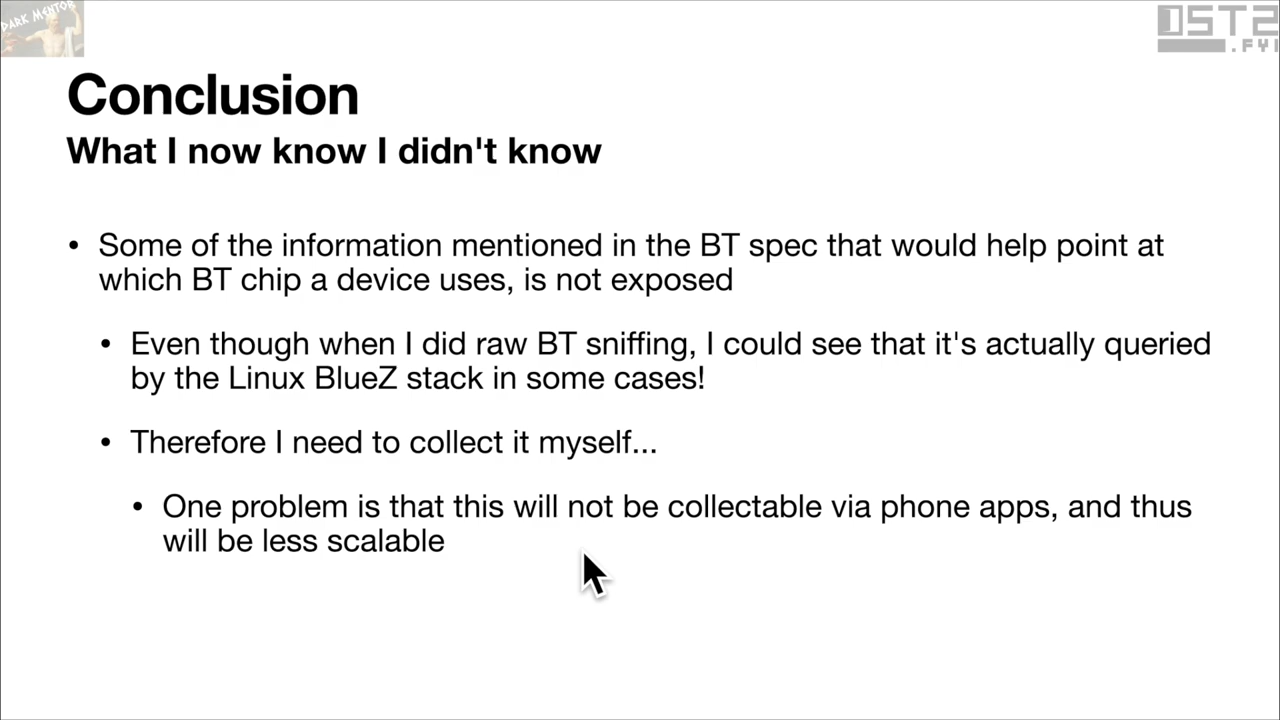 DARK MENTOR
OST2
.FYI
Conclusion
What I now know I didn't know
• Some of the information mentioned in the BT spec that would help point at
which BT chip a device uses, is not exposed
• Even though when I did raw BT sniffing, I could see that it's actually queried
by the Linux BlueZ stack in some cases!
• Therefore I need to collect it myself...
• One problem is that this will not be collectable via phone apps, and thus
will be less scalable